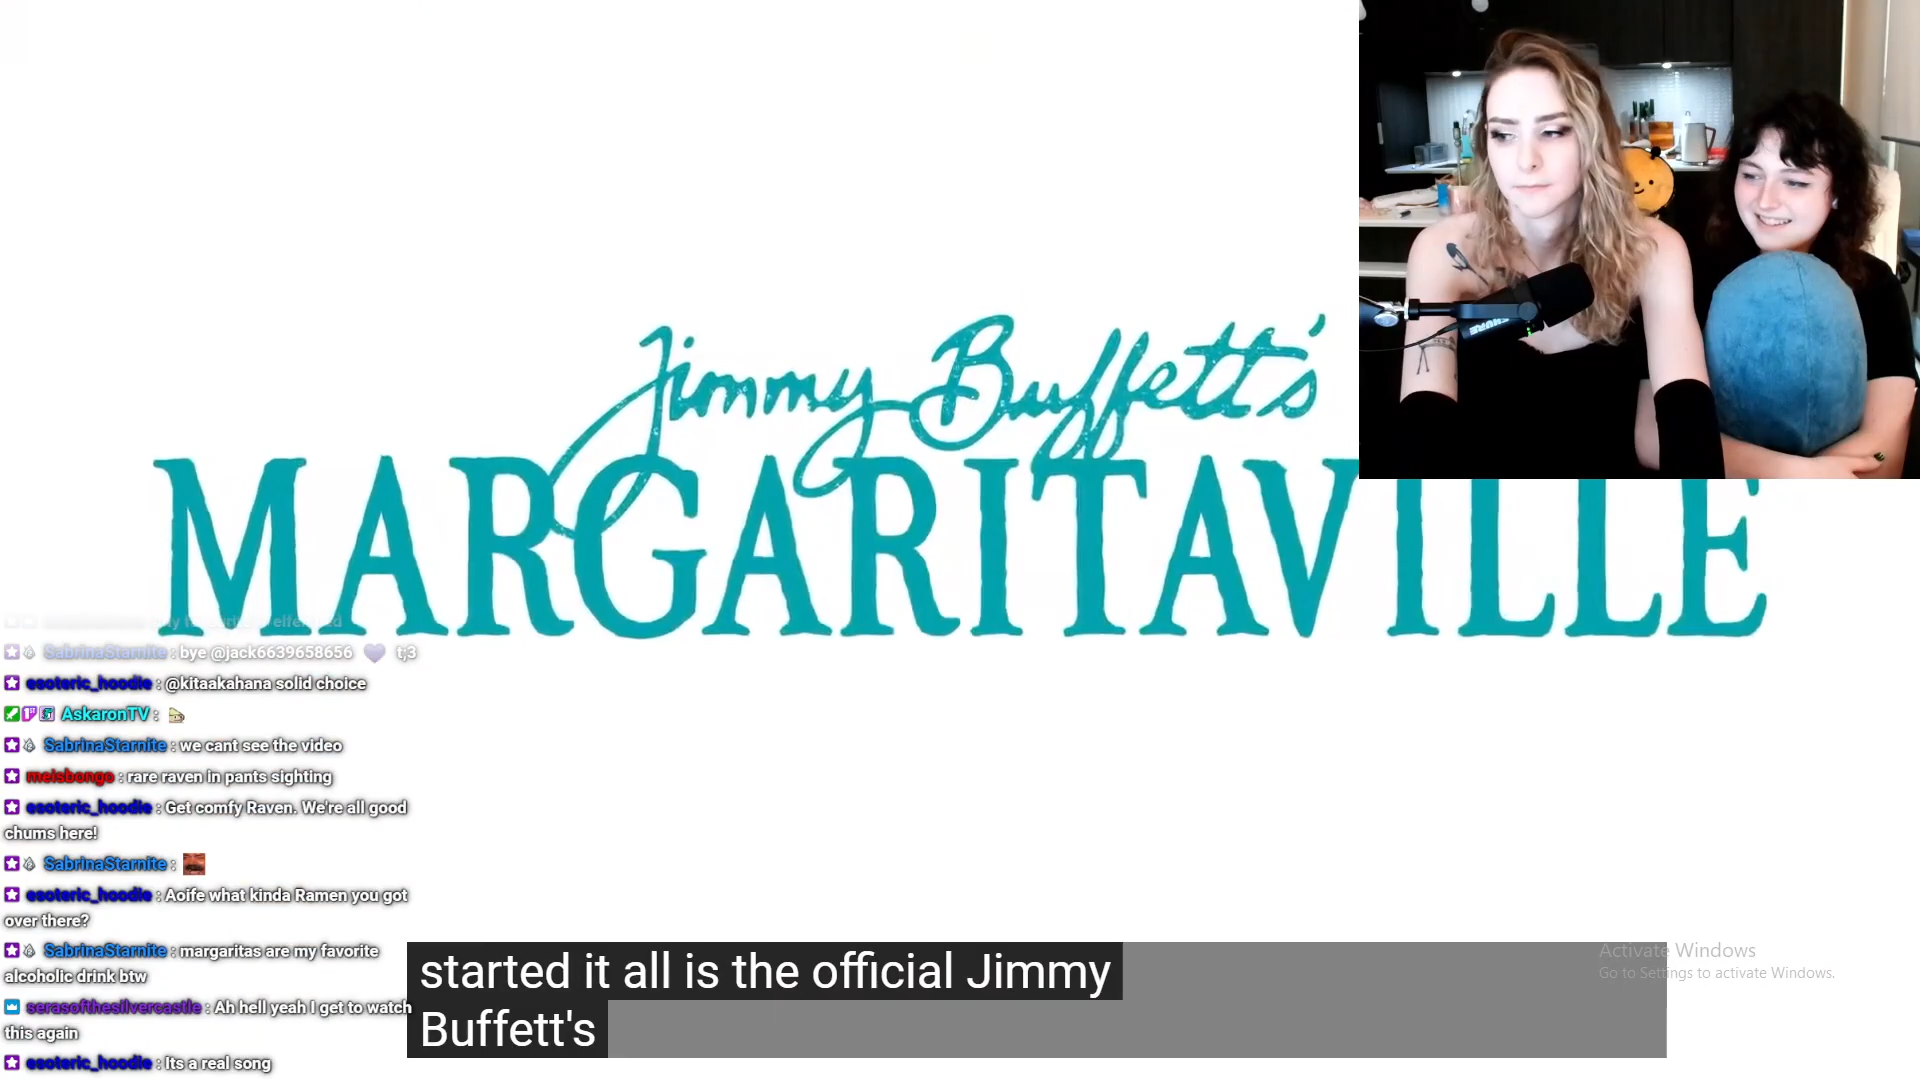 Jimmy Buffett's
MARGARITAVILLE
SabrinaStarnite : bye @jack6639658656 t;3
esoteric_hoodie : @kitaakahana solid choice
AskaronTV :
SabrinaStarnite : we cant see the video
meisbongo : rare raven in pants sighting
esoteric_hoodie : Get comfy Raven. We're all good
chums here!
SabrinaStarnite :
esoteric_hoodie : Aoife what kinda Ramen you got
over there?
SabrinaStarnite : margaritas are my favorite
alcoholic drink btw
serasofthesilvercastle : Ah hell yeah I get to watch
this again
esoteric_hoodie : Its a real song
started it all is the official Jimmy
Buffett's
Activate Windows
Go to Settings to activate Windows.
SHURE